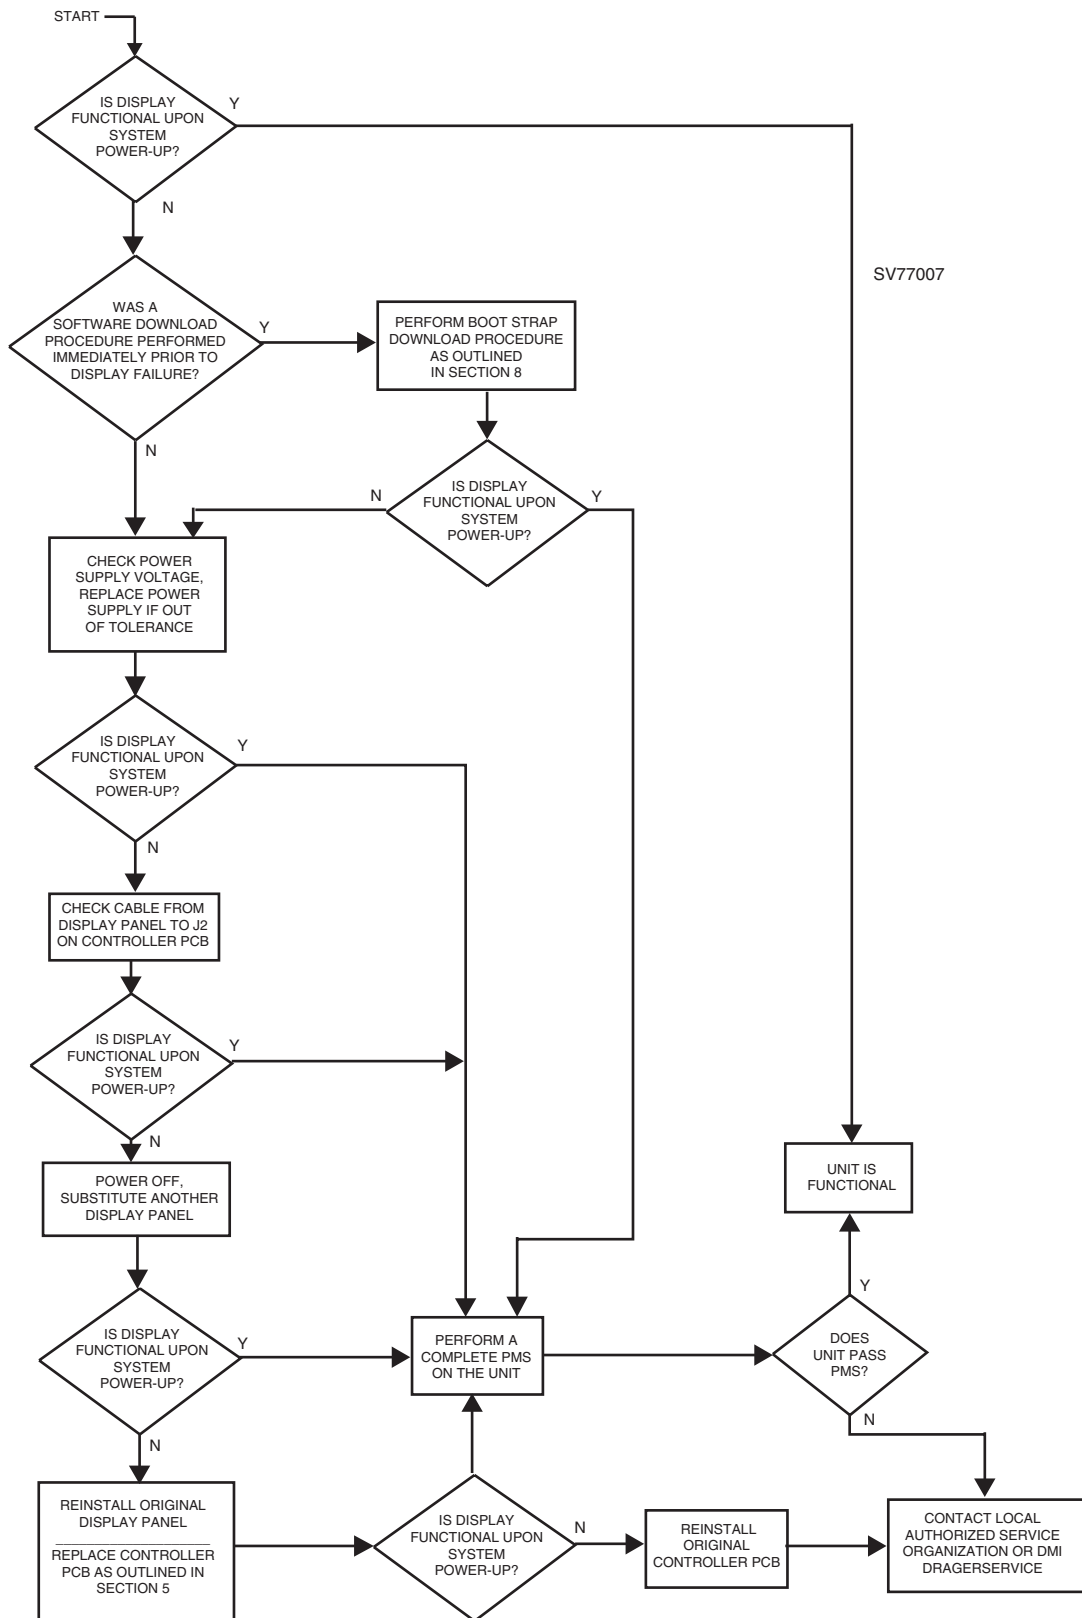 START
IS DISPLAY
FUNCTIONAL UPON
SYSTEM
POWER-UP?
Y
N
SV77007
WAS A
SOFTWARE DOWNLOAD
PROCEDURE PERFORMED
IMMEDIATELY PRIOR TO
DISPLAY FAILURE?
Y
N
PERFORM BOOT STRAP
DOWNLOAD PROCEDURE
AS OUTLINED
IN SECTION 8
IS DISPLAY
FUNCTIONAL UPON
SYSTEM
POWER-UP?
N
Y
CHECK POWER
SUPPLY VOLTAGE,
REPLACE POWER
SUPPLY IF OUT
OF TOLERANCE
IS DISPLAY
FUNCTIONAL UPON
SYSTEM
POWER-UP?
Y
N
CHECK CABLE FROM
DISPLAY PANEL TO J2
ON CONTROLLER PCB
IS DISPLAY
FUNCTIONAL UPON
SYSTEM
POWER-UP?
Y
N
POWER OFF,
SUBSTITUTE ANOTHER
DISPLAY PANEL
UNIT IS
FUNCTIONAL
IS DISPLAY
FUNCTIONAL UPON
SYSTEM
POWER-UP?
Y
N
PERFORM A
COMPLETE PMS
ON THE UNIT
DOES
UNIT PASS
PMS?
Y
N
REINSTALL ORIGINAL
DISPLAY PANEL
REPLACE CONTROLLER
PCB AS OUTLINED IN
SECTION 5
IS DISPLAY
FUNCTIONAL UPON
SYSTEM
POWER-UP?
N
REINSTALL
ORIGINAL
CONTROLLER PCB
CONTACT LOCAL
AUTHORIZED SERVICE
ORGANIZATION OR DMI
DRAGERSERVICE